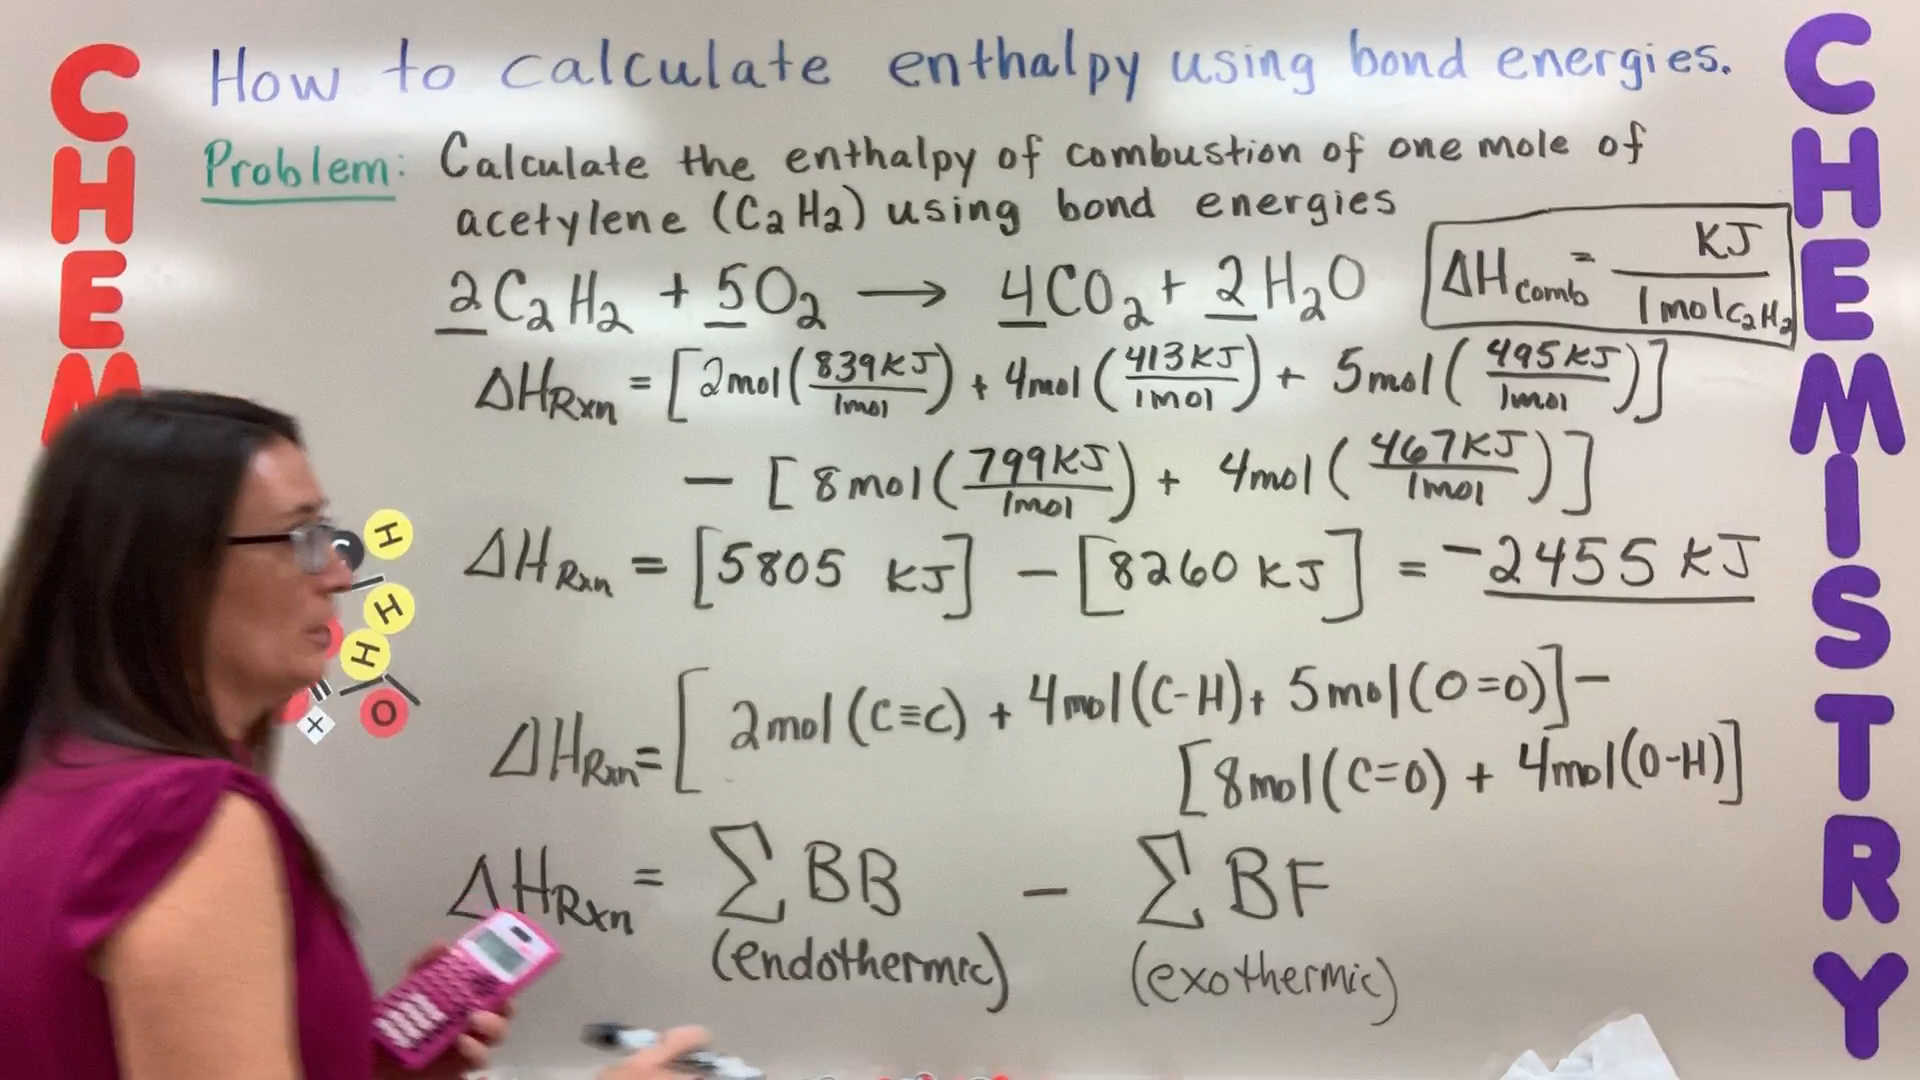 How to calculate enthalpy using bond energies.
Problem: Calculate the enthalpy of combustion of one mole of
acetylene (C₂H₂) using bond energies
2C₂H₂ + 5O₂ → 4CO₂ + 2H₂O
ΔHcomb = KJ / 1molC₂H₂
ΔHRxn = [2mol(839KJ/1mol) + 4mol(413KJ/1mol) + 5mol(495KJ/1mol)]
− [8mol(799KJ/1mol) + 4mol(467KJ/1mol)]
ΔHRxn = [5805 KJ] − [8260 KJ] = −2455 KJ
ΔHRxn = [2mol(C≡C) + 4mol(C-H) + 5mol(O=O)] −
[8mol(C=O) + 4mol(O-H)]
ΔHRxn = ∑BB − ∑BF
(endothermic) (exothermic)
CHEM
CHEMISTRY
H
H
H
O